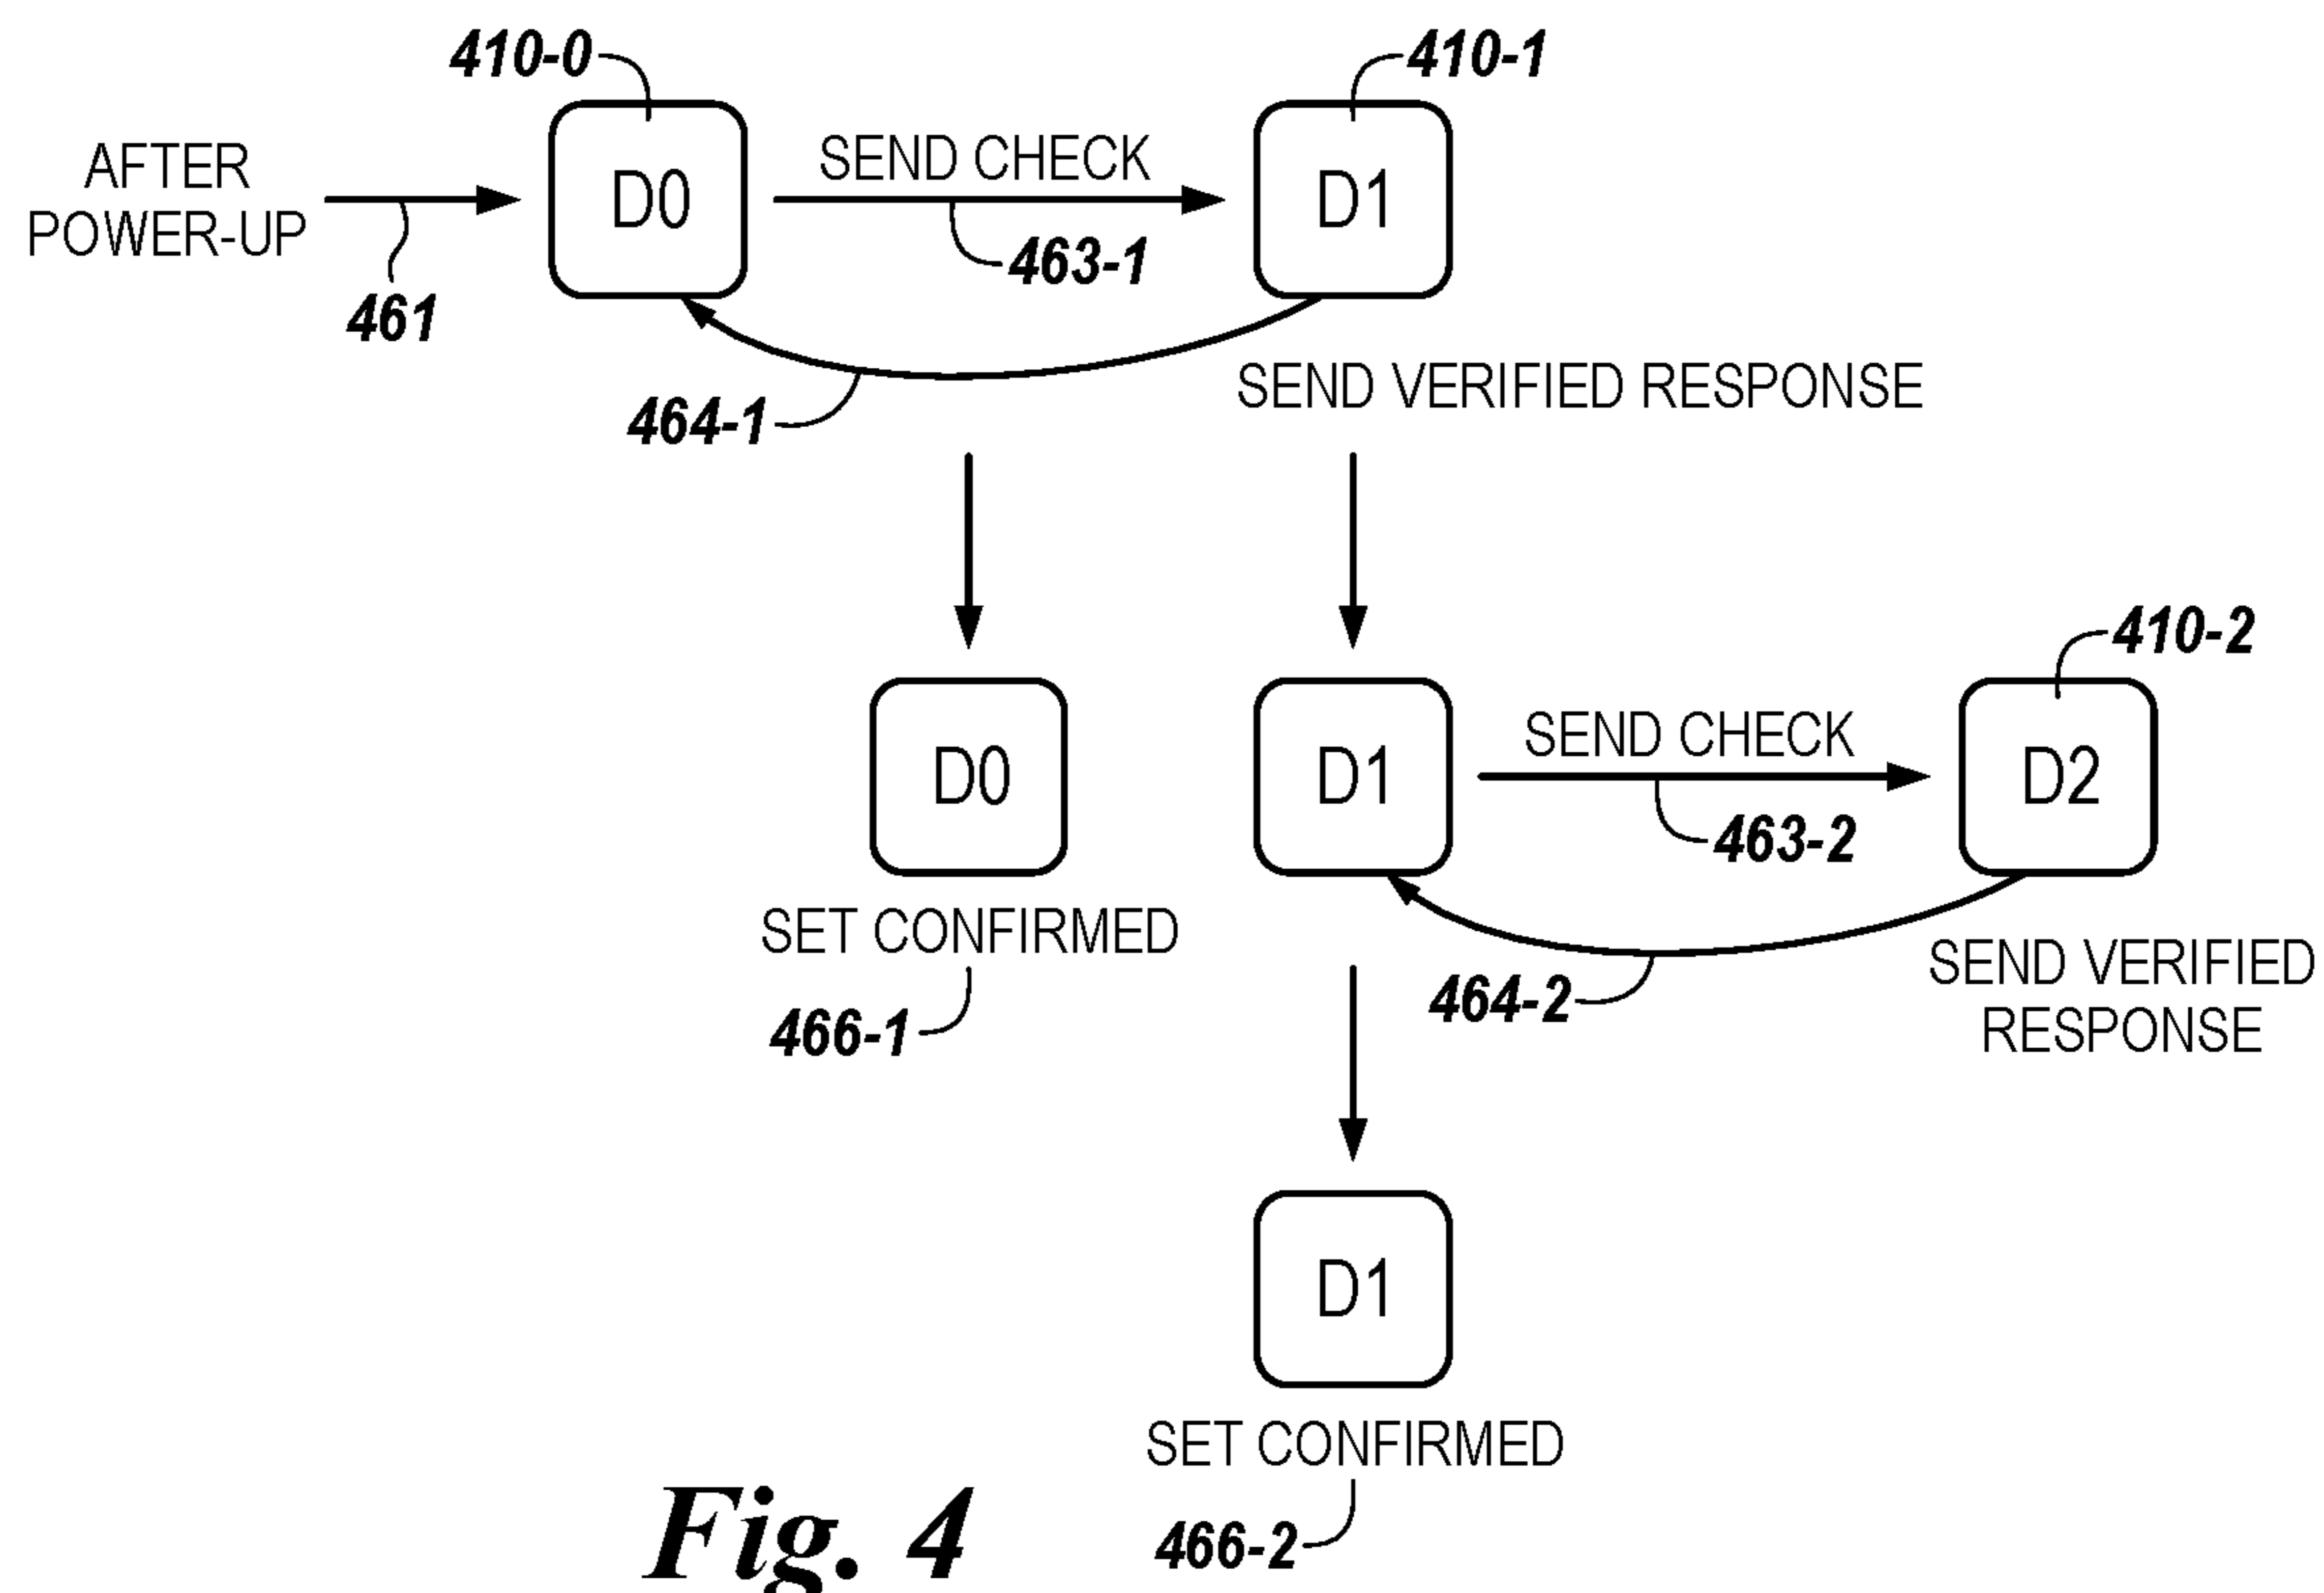 410-0
410-1
AFTER
POWER-UP
D0
SEND CHECK
D1
461
463-1
464-1
SEND VERIFIED RESPONSE
410-2
D0
D1
SEND CHECK
D2
463-2
SET CONFIRMED
464-2
SEND VERIFIED
RESPONSE
466-1
D1
SET CONFIRMED
466-2
Fig. 4